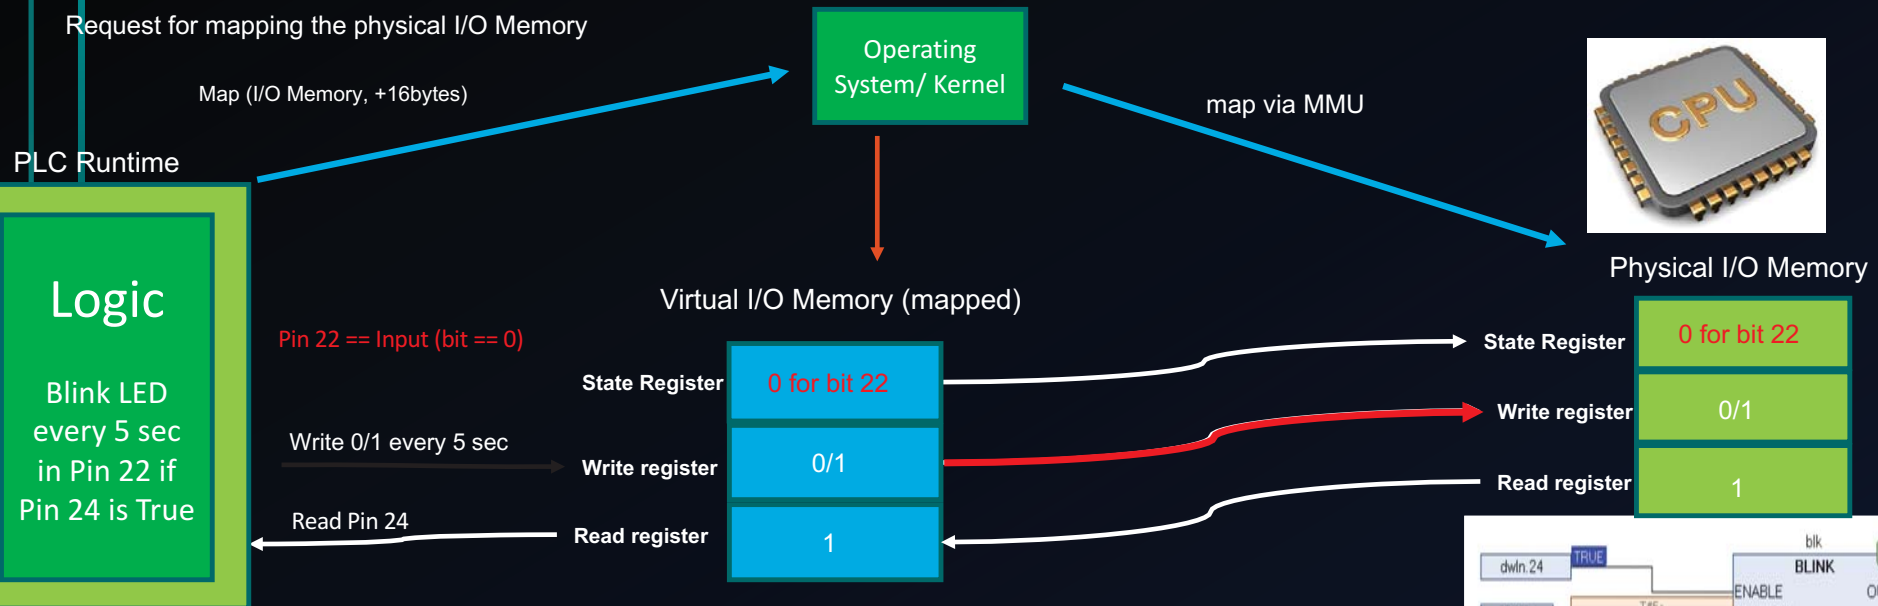 Request for mapping the physical I/O Memory
Map (I/O Memory, +16bytes)
Operating
System/ Kernel
map via MMU
CPU
PLC Runtime
Logic
Blink LED
every 5 sec
in Pin 22 if
Pin 24 is True
Pin 22 == Input (bit == 0)
Write 0/1 every 5 sec
Read Pin 24
Virtual I/O Memory (mapped)
State Register
0 for bit 22
Write register
0/1
Read register
1
Physical I/O Memory
State Register
0 for bit 22
Write register
0/1
Read register
1
dwIn.24
TRUE
blk
BLINK
ENABLE